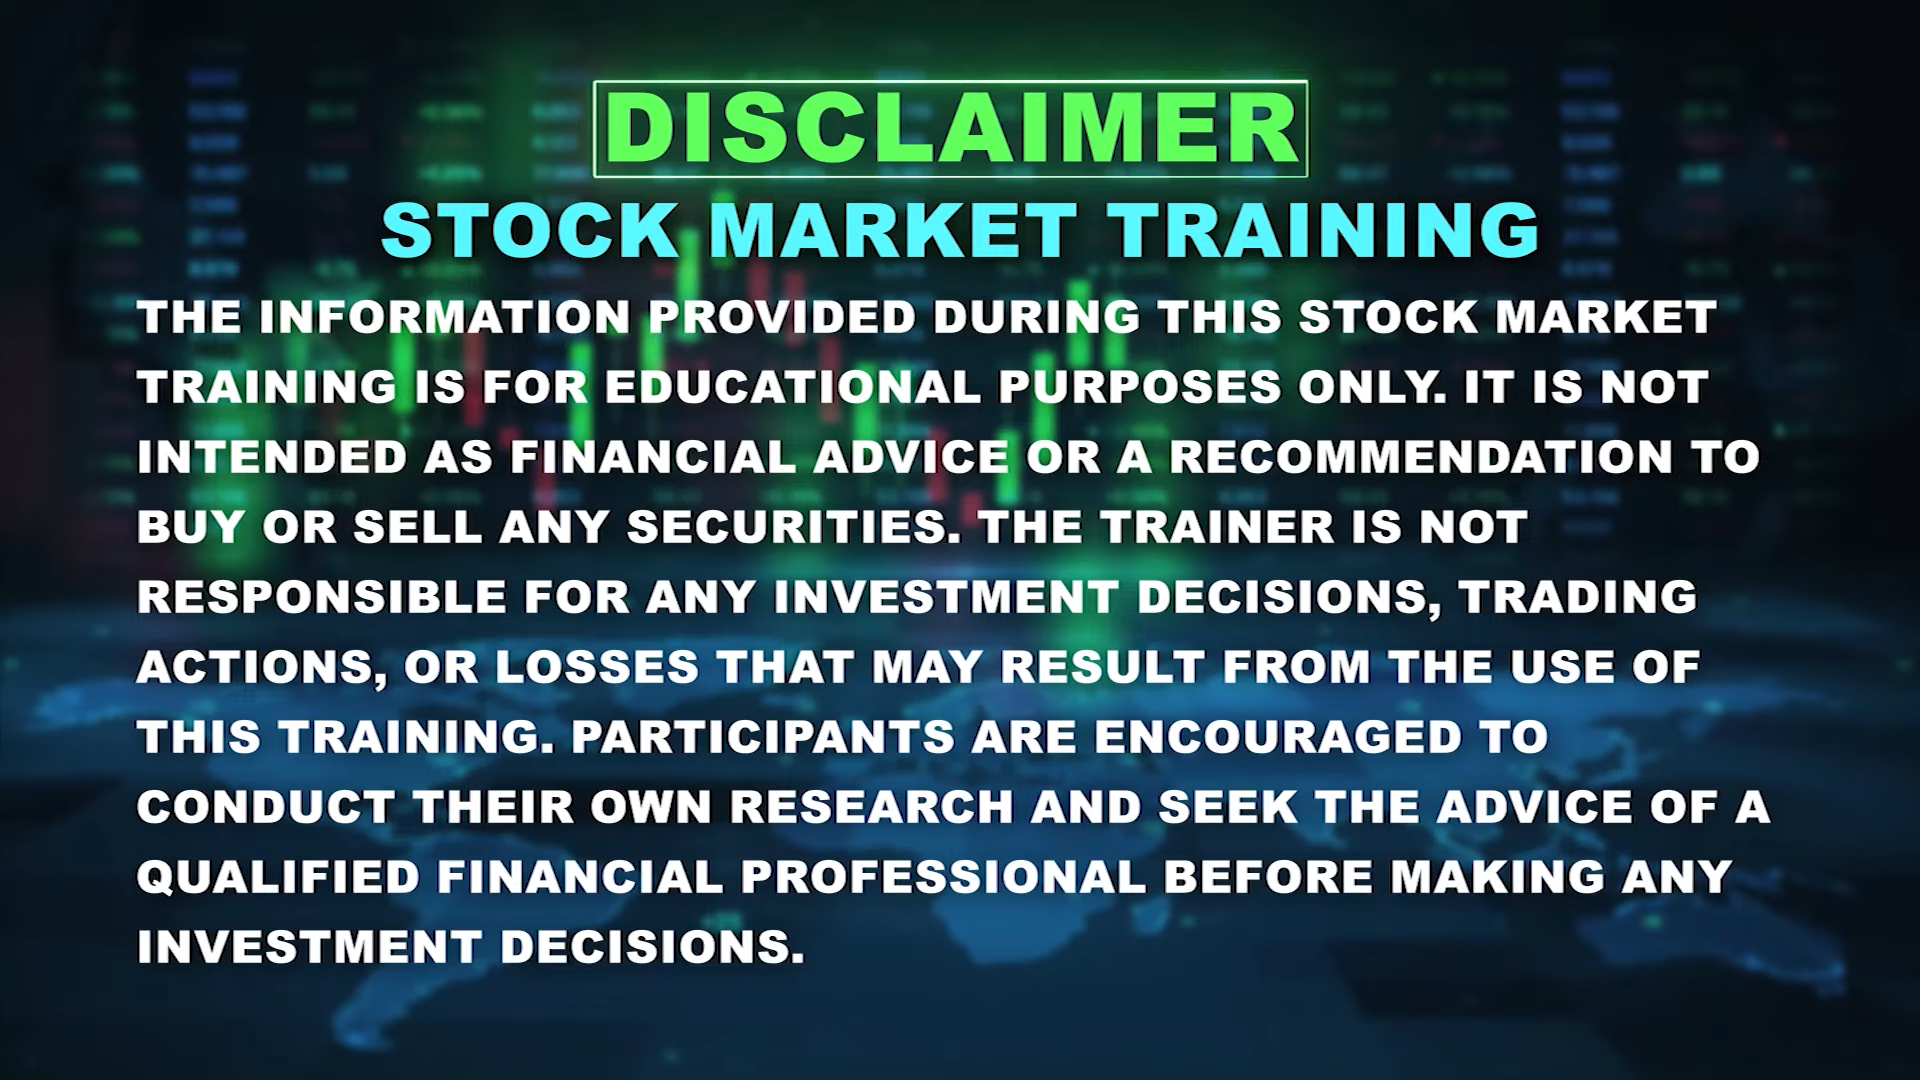 DISCLAIMER
STOCK MARKET TRAINING
THE INFORMATION PROVIDED DURING THIS STOCK MARKET
TRAINING IS FOR EDUCATIONAL PURPOSES ONLY. IT IS NOT
INTENDED AS FINANCIAL ADVICE OR A RECOMMENDATION TO
BUY OR SELL ANY SECURITIES. THE TRAINER IS NOT
RESPONSIBLE FOR ANY INVESTMENT DECISIONS, TRADING
ACTIONS, OR LOSSES THAT MAY RESULT FROM THE USE OF
THIS TRAINING. PARTICIPANTS ARE ENCOURAGED TO
CONDUCT THEIR OWN RESEARCH AND SEEK THE ADVICE OF A
QUALIFIED FINANCIAL PROFESSIONAL BEFORE MAKING ANY
INVESTMENT DECISIONS.